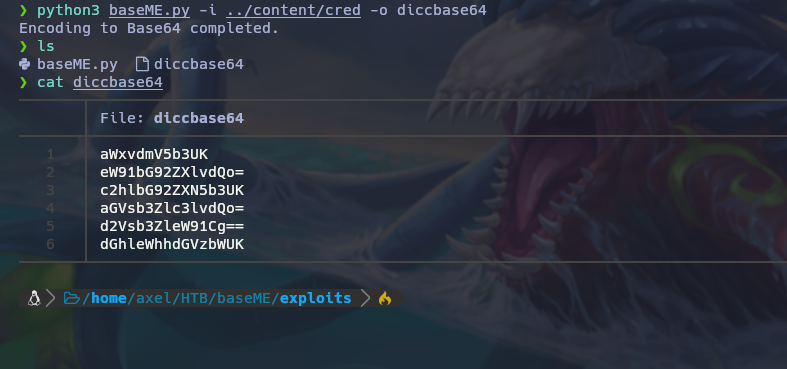 ❯ python3 baseME.py -i ../content/cred -o diccbase64
Encoding to Base64 completed.
❯ ls
baseME.py diccbase64
❯ cat diccbase64
File: diccbase64
1 aWxvdmV5b3UK
2 eW91bG92ZXlvdQo=
3 c2hlbG92ZXN5b3UK
4 aGVsb3Zlc3lvdQo=
5 d2Vsb3ZleW91Cg==
6 dGhleWhhdGVzbWUK
/home/axel/HTB/baseME/exploits